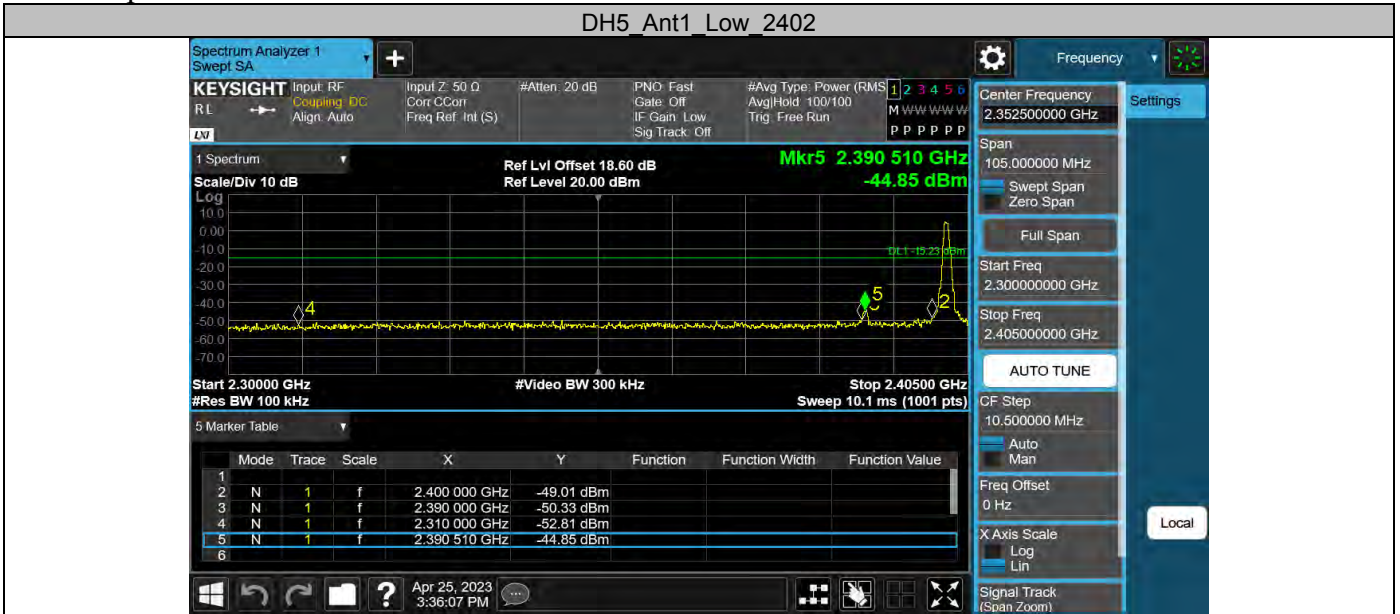 DH5_Ant1_Low_2402
Spectrum Analyzer 1
Swept SA
+
Frequency
KEYSIGHT
RL
LXI
Input: RF
Coupling: DC
Align: Auto
Input Z: 50 Ω
Corr CCorr
Freq Ref: Int (S)
#Atten: 20 dB
PNO: Fast
Gate: Off
IF Gain: Low
Sig Track: Off
#Avg Type: Power (RMS
Avg|Hold: 100/100
Trig: Free Run
1 2 3 4 5 6
M W W W W W
P P P P P P
1 Spectrum
Scale/Div 10 dB
Ref Lvl Offset 18.60 dB
Ref Level 20.00 dBm
Mkr5 2.390 510 GHz
-44.85 dBm
Log
10.0
0.00
-10.0
-20.0
-30.0
-40.0
-50.0
-60.0
-70.0
DL1 -15.23 dBm
4
5
2
Start 2.30000 GHz
#Res BW 100 kHz
#Video BW 300 kHz
Stop 2.40500 GHz
Sweep 10.1 ms (1001 pts)
5 Marker Table
Mode Trace Scale X Y Function Function Width Function Value
1
2 N 1 f 2.400 000 GHz -49.01 dBm
3 N 1 f 2.390 000 GHz -50.33 dBm
4 N 1 f 2.310 000 GHz -52.81 dBm
5 N 1 f 2.390 510 GHz -44.85 dBm
6
?
Apr 25, 2023
3:36:07 PM
Center Frequency
2.352500000 GHz
Settings
Span
105.000000 MHz
Swept Span
Zero Span
Full Span
Start Freq
2.300000000 GHz
Stop Freq
2.405000000 GHz
AUTO TUNE
CF Step
10.500000 MHz
Auto
Man
Freq Offset
0 Hz
Local
X Axis Scale
Log
Lin
Signal Track
(Span Zoom)